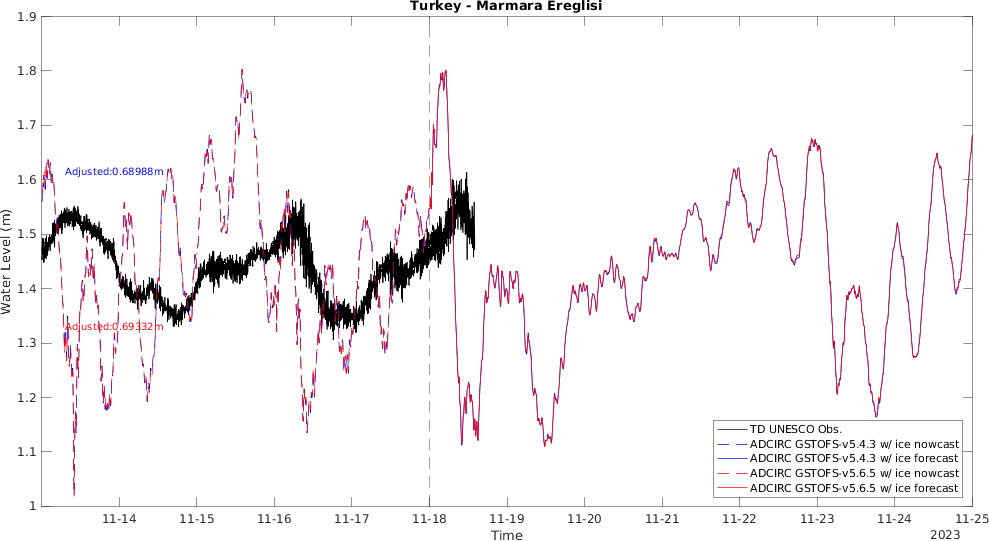 Turkey - Marmara Ereglisi
1.9
1.8
1.7
1.6
1.5
1.4
1.3
1.2
1.1
1
Water Level (m)
Adjusted:0.68988m
Adjusted:0.69332m
TD UNESCO Obs.
ADCIRC GSTOFS-v5.4.3 w/ ice nowcast
ADCIRC GSTOFS-v5.4.3 w/ ice forecast
ADCIRC GSTOFS-v5.6.5 w/ ice nowcast
ADCIRC GSTOFS-v5.6.5 w/ ice forecast
11-14 11-15 11-16 11-17 11-18 11-19 11-20 11-21 11-22 11-23 11-24 11-25
Time
2023